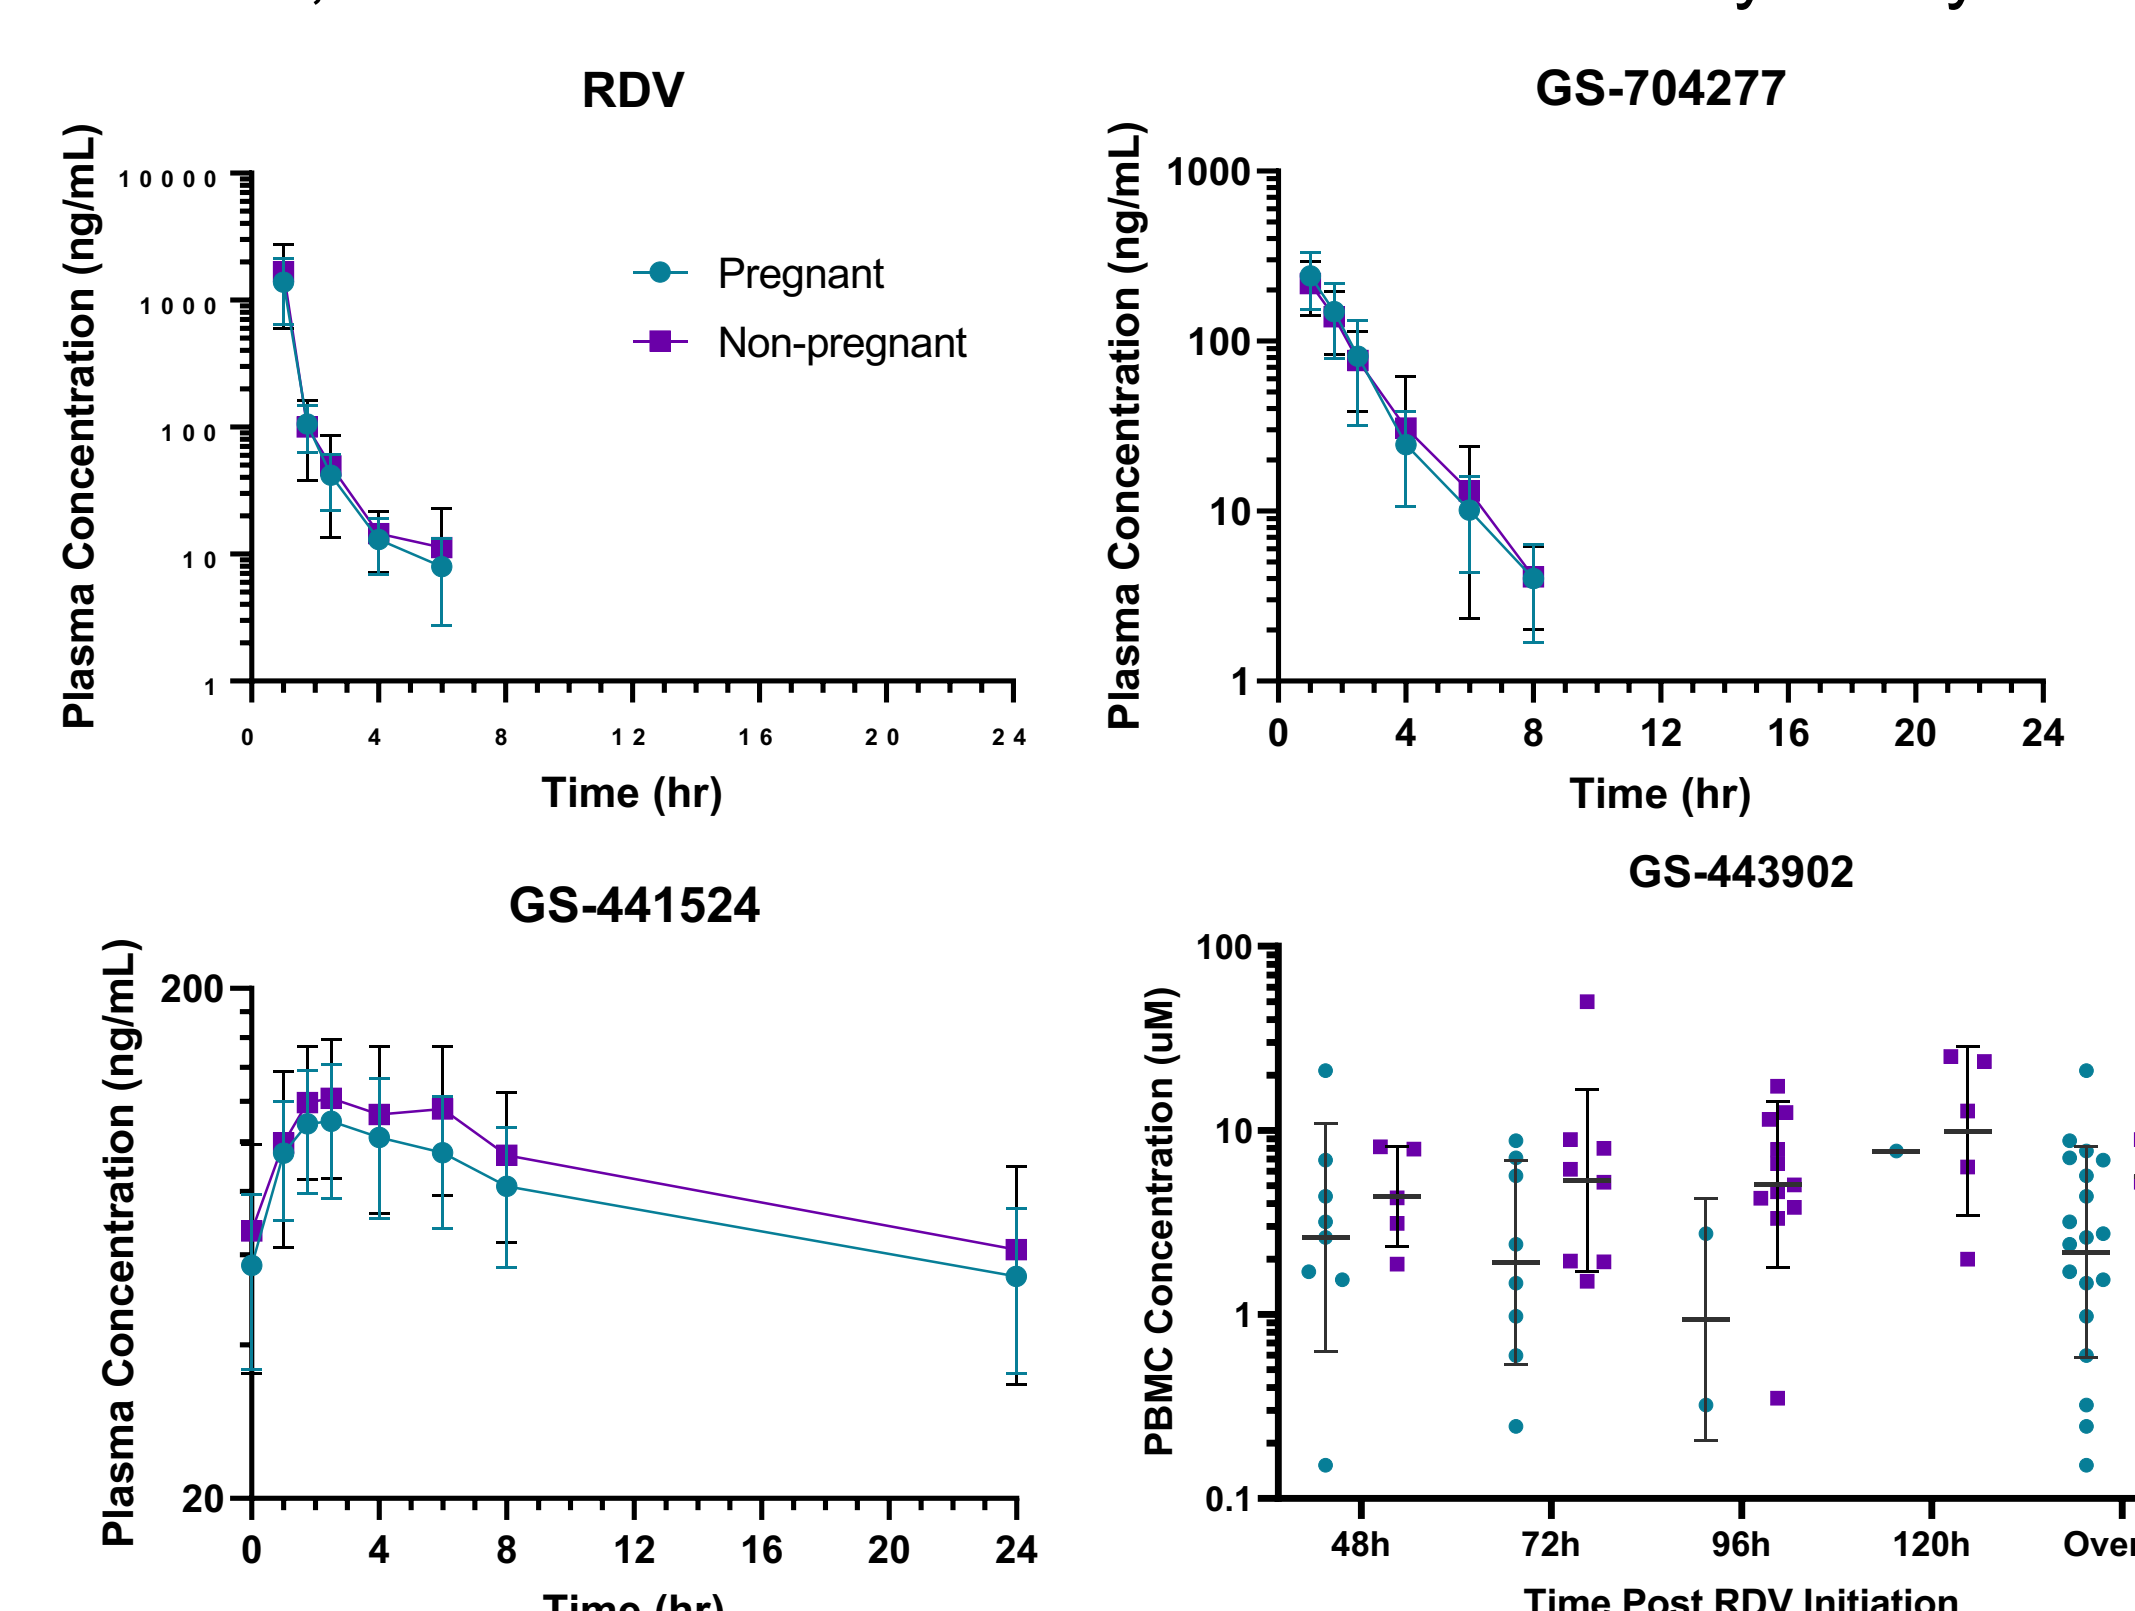 RDV
Plasma Concentration (ng/mL)
10000
1000
100
10
1
0 4 8 12 16 20 24
Time (hr)
Pregnant
Non-pregnant
GS-704277
Plasma Concentration (ng/mL)
1000
100
10
1
0 4 8 12 16 20 24
Time (hr)
GS-441524
Plasma Concentration (ng/mL)
200
20
0 4 8 12 16 20 24
Time (hr)
GS-443902
PBMC Concentration (uM)
100
10
1
0.1
48h 72h 96h 120h Over
Time Post RDV Initiation